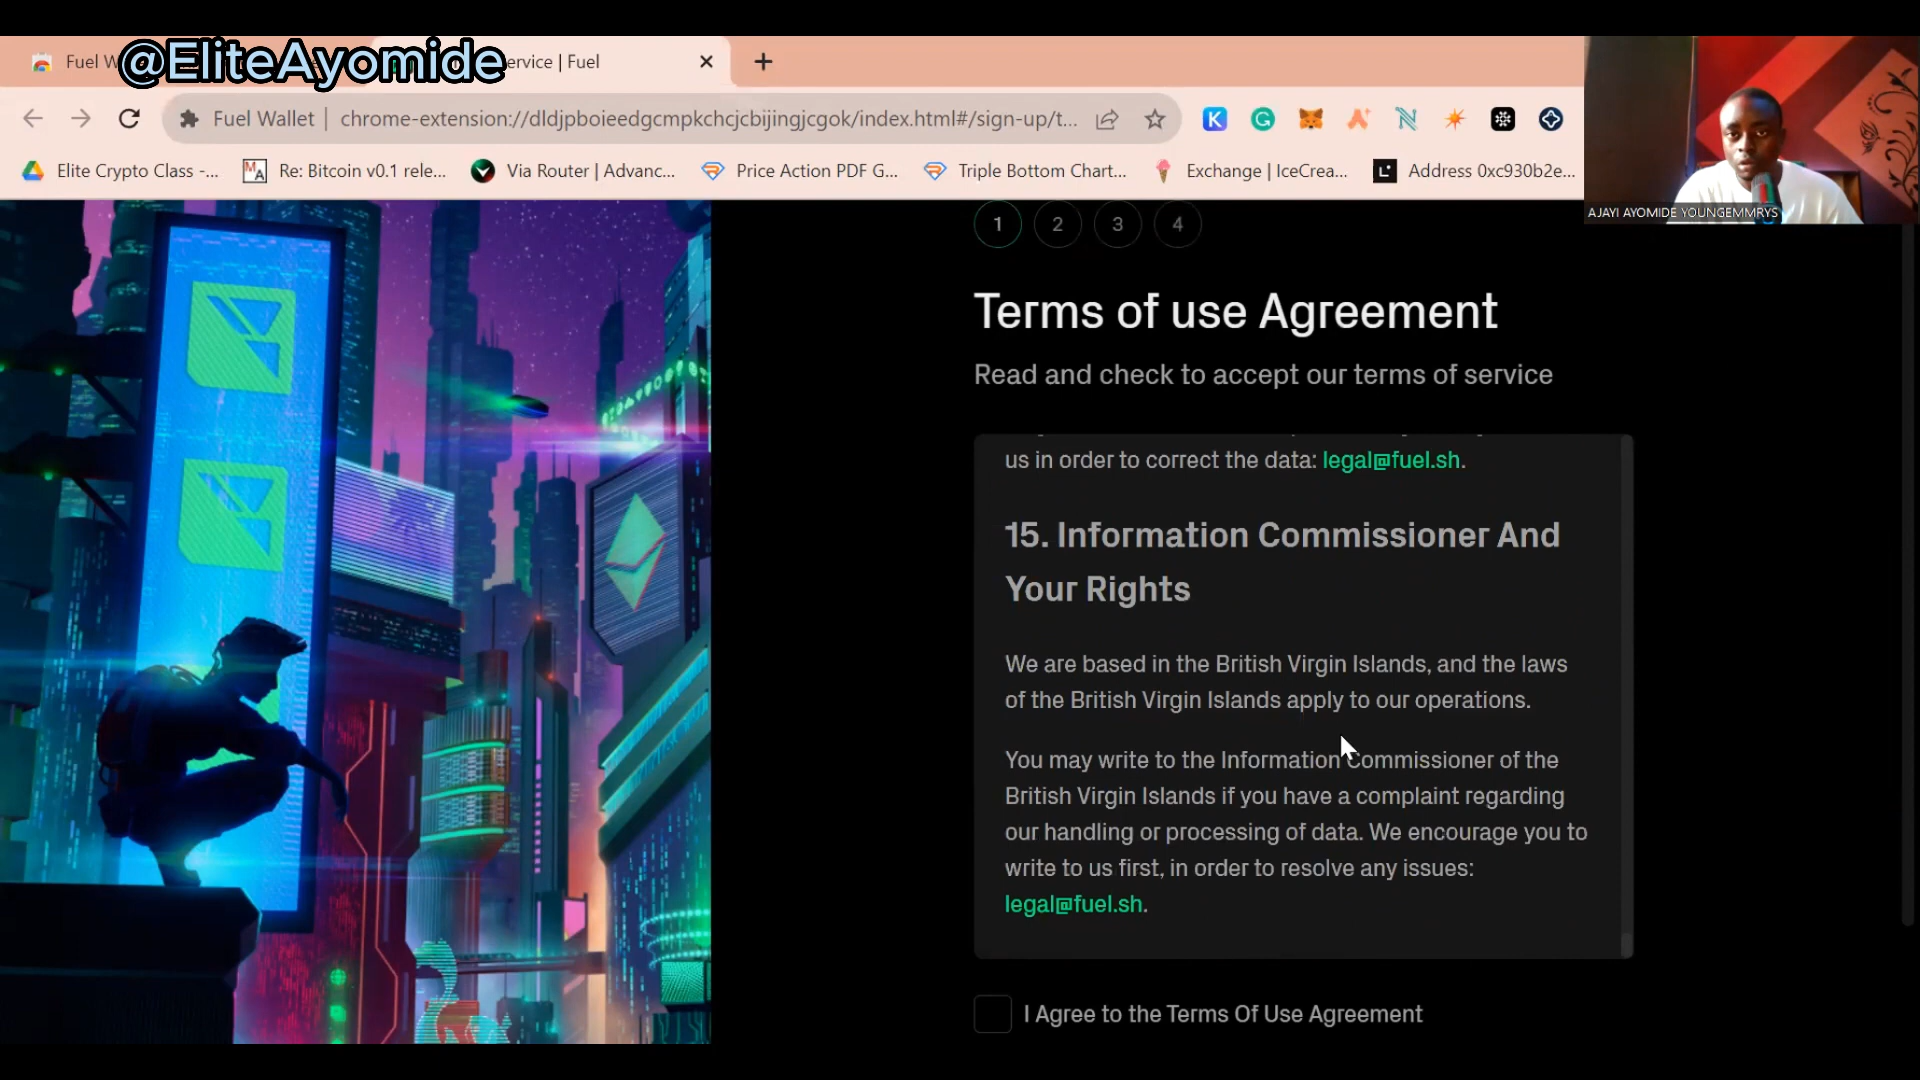 @EliteAyomide
Fuel W
ervice | Fuel
Fuel Wallet | chrome-extension://dldjpboieedgcmpkchcjcbijingjcgok/index.html#/sign-up/t...
Elite Crypto Class -...
Re: Bitcoin v0.1 rele...
Via Router | Advanc...
Price Action PDF G...
Triple Bottom Chart...
Exchange | IceCrea...
Address 0xc930b2e...
AJAYI AYOMIDE YOUNGEMMRYS
1 2 3 4
Terms of use Agreement
Read and check to accept our terms of service
us in order to correct the data: legal@fuel.sh.
15. Information Commissioner And
Your Rights
We are based in the British Virgin Islands, and the laws
of the British Virgin Islands apply to our operations.
You may write to the Information Commissioner of the
British Virgin Islands if you have a complaint regarding
our handling or processing of data. We encourage you to
write to us first, in order to resolve any issues:
legal@fuel.sh.
I Agree to the Terms Of Use Agreement